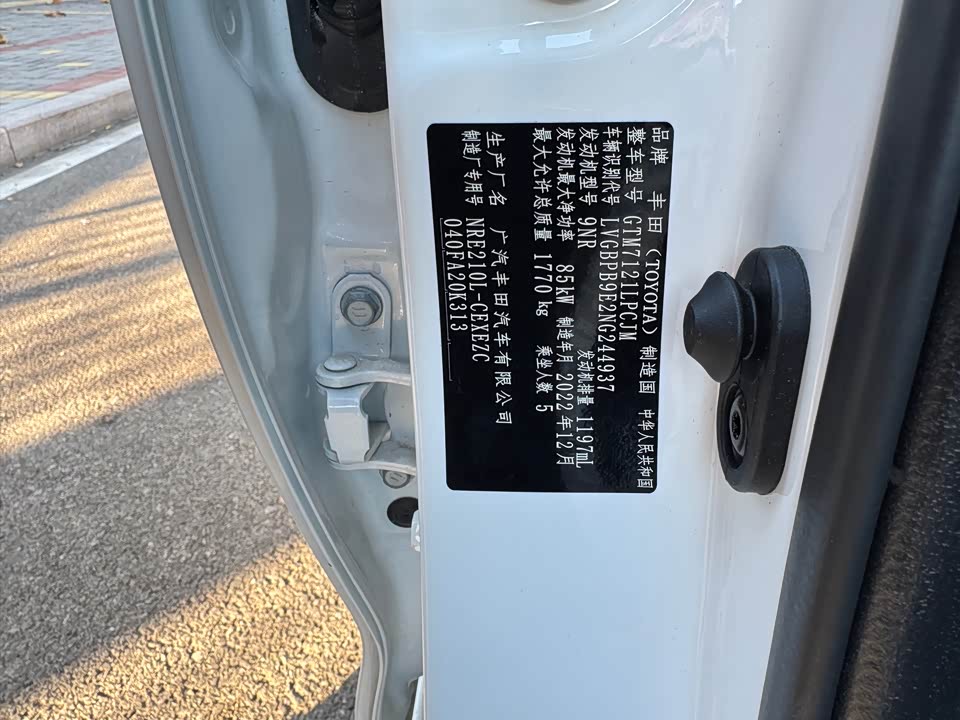 品牌 丰田(TOYOTA) 制造国 中华人民共和国
整车型号 GTM7121LPCJM
车辆识别代号 LVGBPB9E2NG244937
发动机型号 9NR 发动机排量 1197mL
发动机最大净功率 85kW 制造年月 2022年12月
最大允许总质量 1770kg 乘坐人数 5
生产厂名 广汽丰田汽车有限公司
制造厂专用号 NRE210L-CEXEZC
040FA20K313